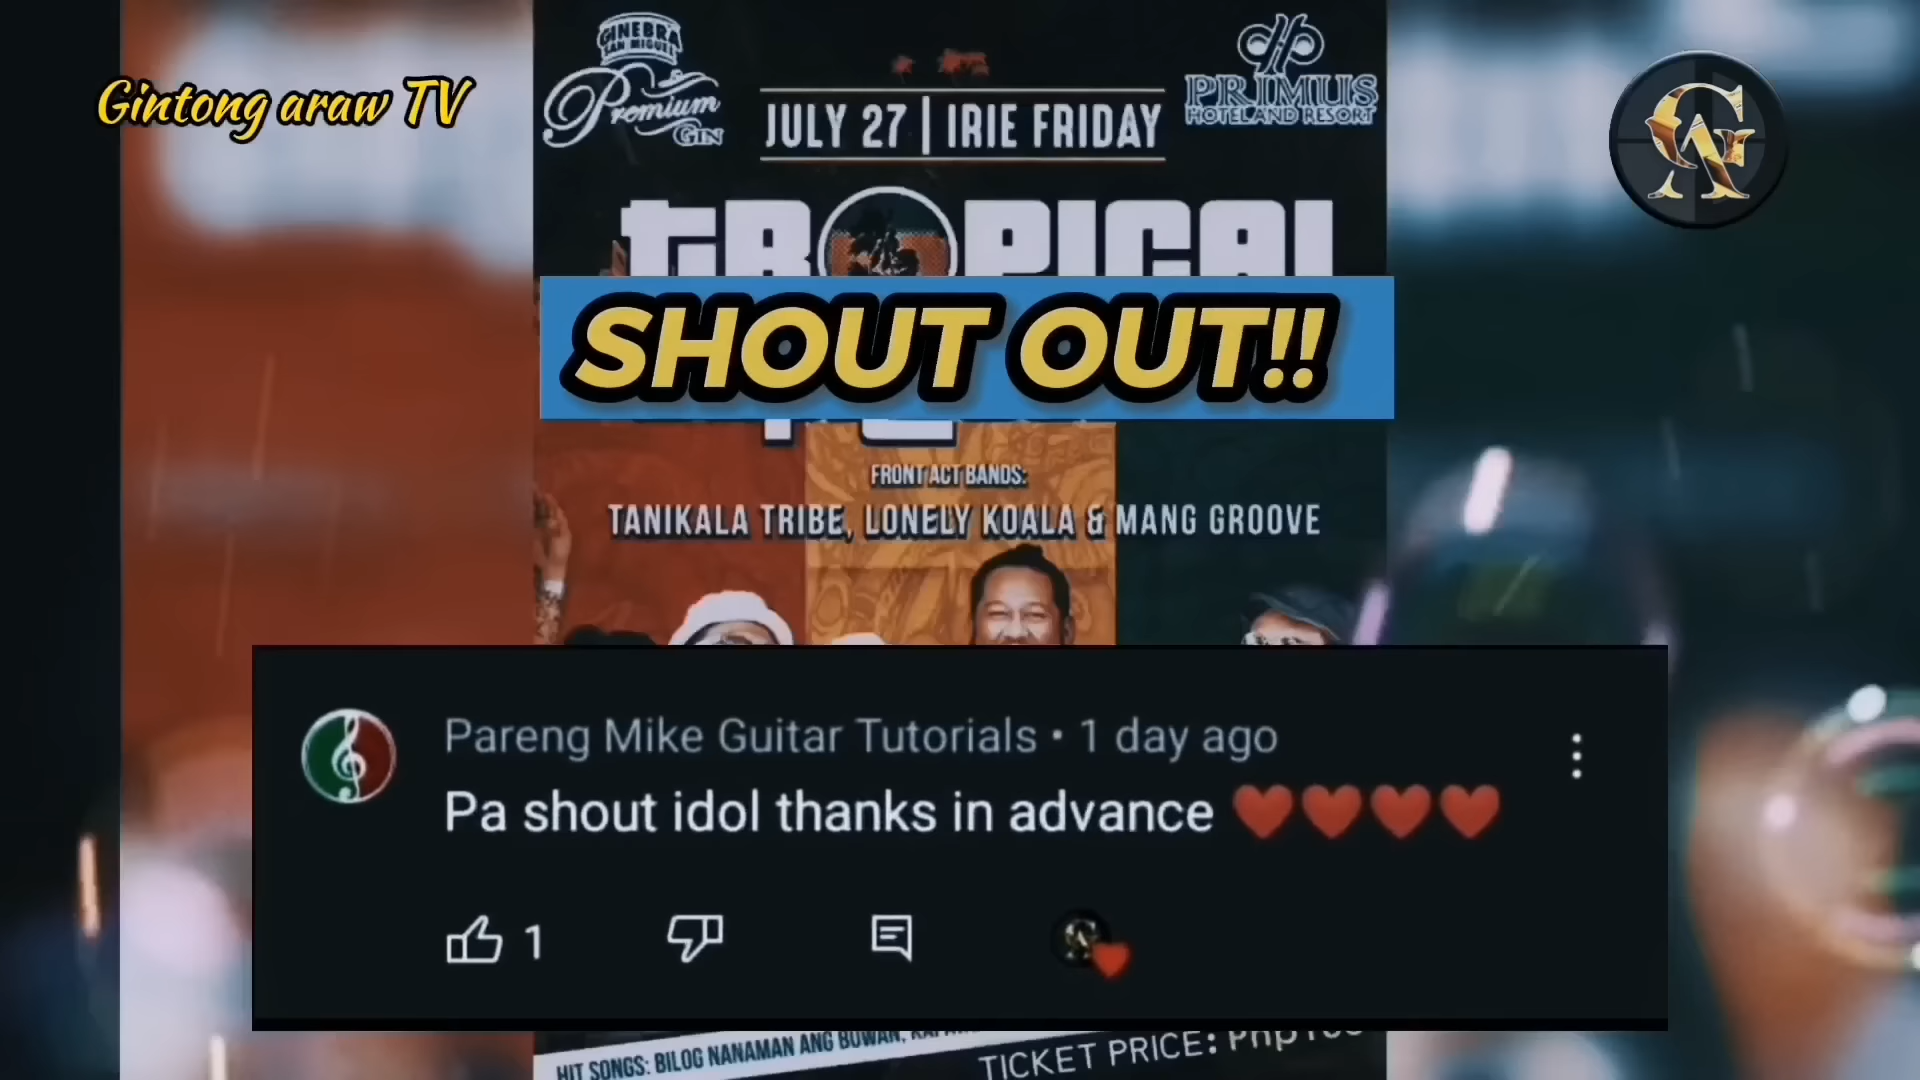 Gintong araw TV
GINEBRA
SAN MIGUEL
Premium
GIN
JULY 27 | IRIE FRIDAY
PRIMUS
HOTEL AND RESORT
TROPICAL
SHOUT OUT!!
FRONT ACT BANDS:
TANIKALA TRIBE, LONELY KOALA & MANG GROOVE
Pareng Mike Guitar Tutorials • 1 day ago
Pa shout idol thanks in advance ❤❤❤❤
1
HIT SONGS: BILOG NANAMAN ANG BUWAN,
TICKET PRICE: